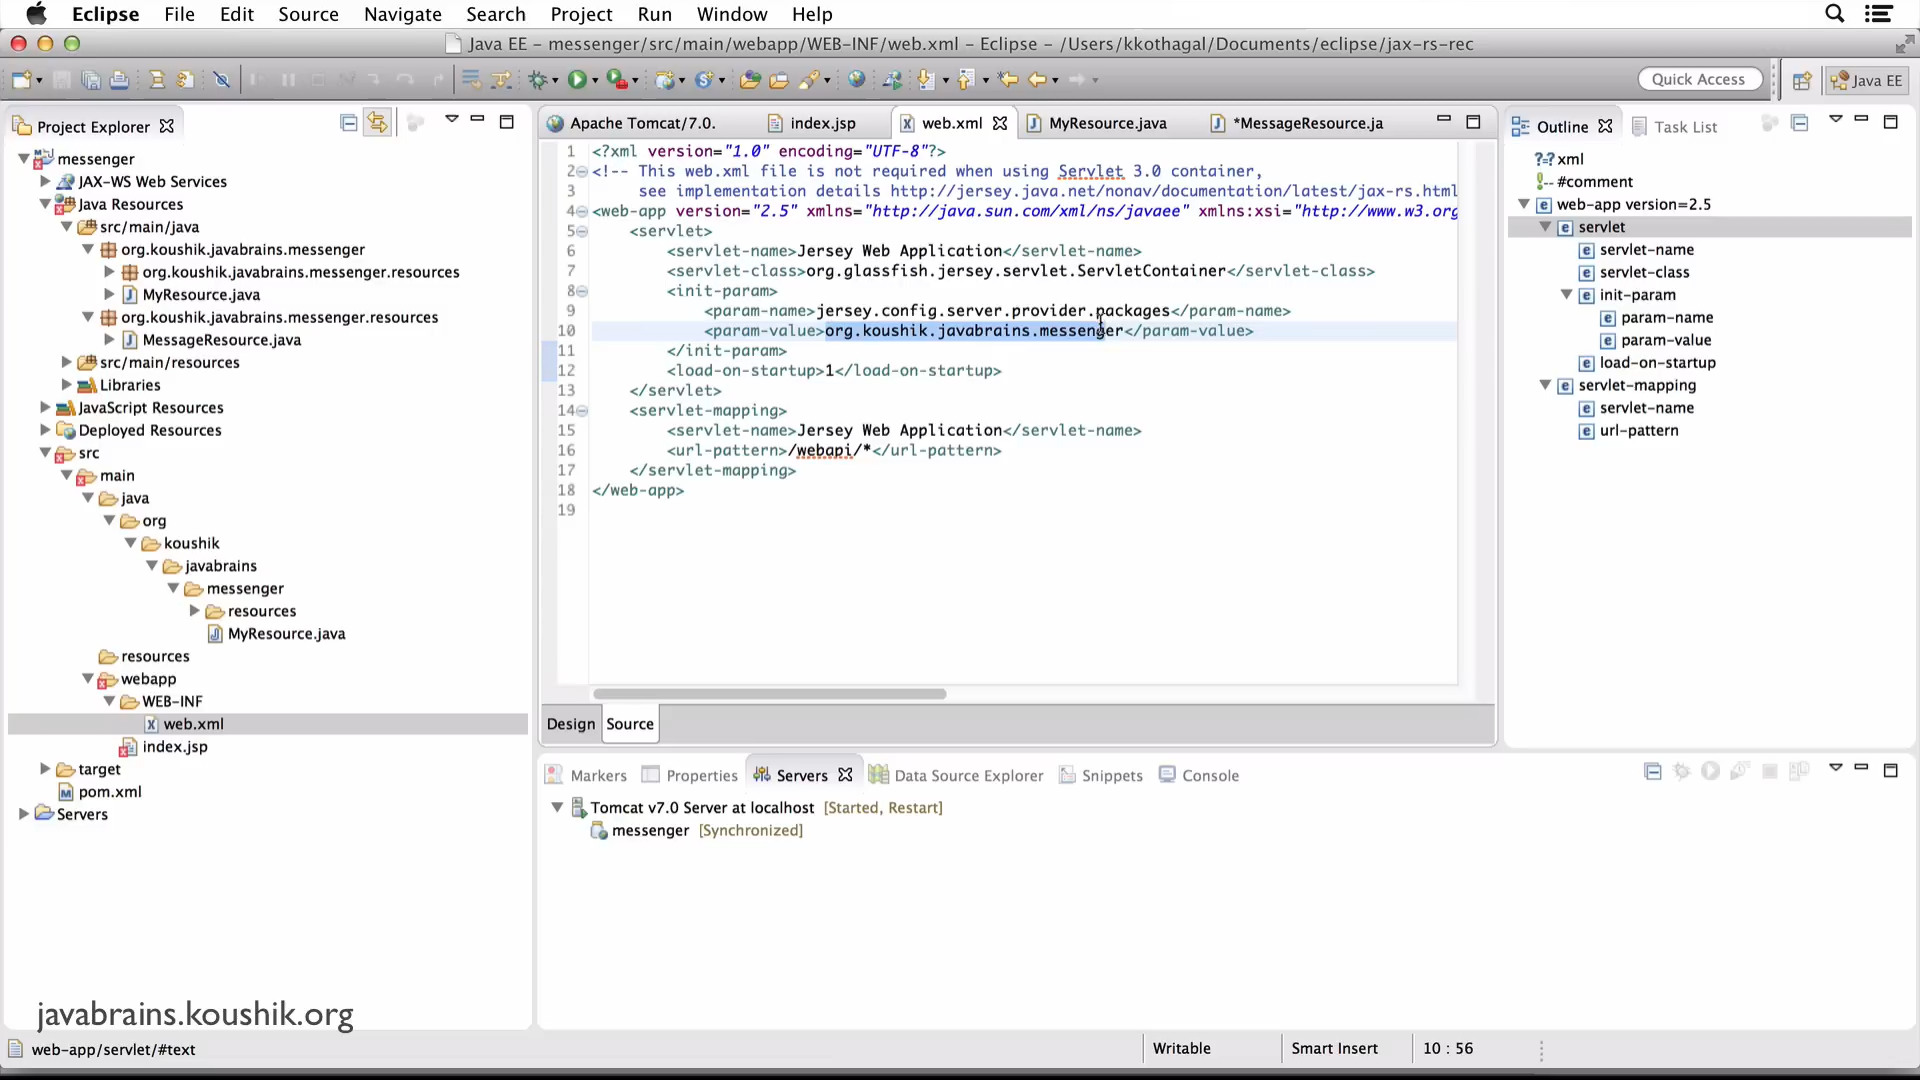 Eclipse File Edit Source Navigate Search Project Run Window Help
Java EE – messenger/src/main/webapp/WEB-INF/web.xml – Eclipse – /Users/kkothagal/Documents/eclipse/jax-rs-rec
Quick Access
Java EE
Project Explorer
messenger
JAX-WS Web Services
Java Resources
src/main/java
org.koushik.javabrains.messenger
org.koushik.javabrains.messenger.resources
MyResource.java
org.koushik.javabrains.messenger.resources
MessageResource.java
src/main/resources
Libraries
JavaScript Resources
Deployed Resources
src
main
java
org
koushik
javabrains
messenger
resources
MyResource.java
resources
webapp
WEB-INF
web.xml
index.jsp
target
pom.xml
Servers
Apache Tomcat/7.0. index.jsp web.xml MyResource.java *MessageResource.ja
1 <?xml version="1.0" encoding="UTF-8"?>
2 <!-- This web.xml file is not required when using Servlet 3.0 container,
3 see implementation details http://jersey.java.net/nonav/documentation/latest/jax-rs.html
4 <web-app version="2.5" xmlns="http://java.sun.com/xml/ns/javaee" xmlns:xsi="http://www.w3.org
5 <servlet>
6 <servlet-name>Jersey Web Application</servlet-name>
7 <servlet-class>org.glassfish.jersey.servlet.ServletContainer</servlet-class>
8 <init-param>
9 <param-name>jersey.config.server.provider.packages</param-name>
10 <param-value>org.koushik.javabrains.messenger</param-value>
11 </init-param>
12 <load-on-startup>1</load-on-startup>
13 </servlet>
14 <servlet-mapping>
15 <servlet-name>Jersey Web Application</servlet-name>
16 <url-pattern>/webapi/*</url-pattern>
17 </servlet-mapping>
18 </web-app>
19
Design Source
Outline Task List
xml
#comment
web-app version=2.5
servlet
servlet-name
servlet-class
init-param
param-name
param-value
load-on-startup
servlet-mapping
servlet-name
url-pattern
Markers Properties Servers Data Source Explorer Snippets Console
Tomcat v7.0 Server at localhost [Started, Restart]
messenger [Synchronized]
javabrains.koushik.org
web-app/servlet/#text
Writable Smart Insert 10 : 56